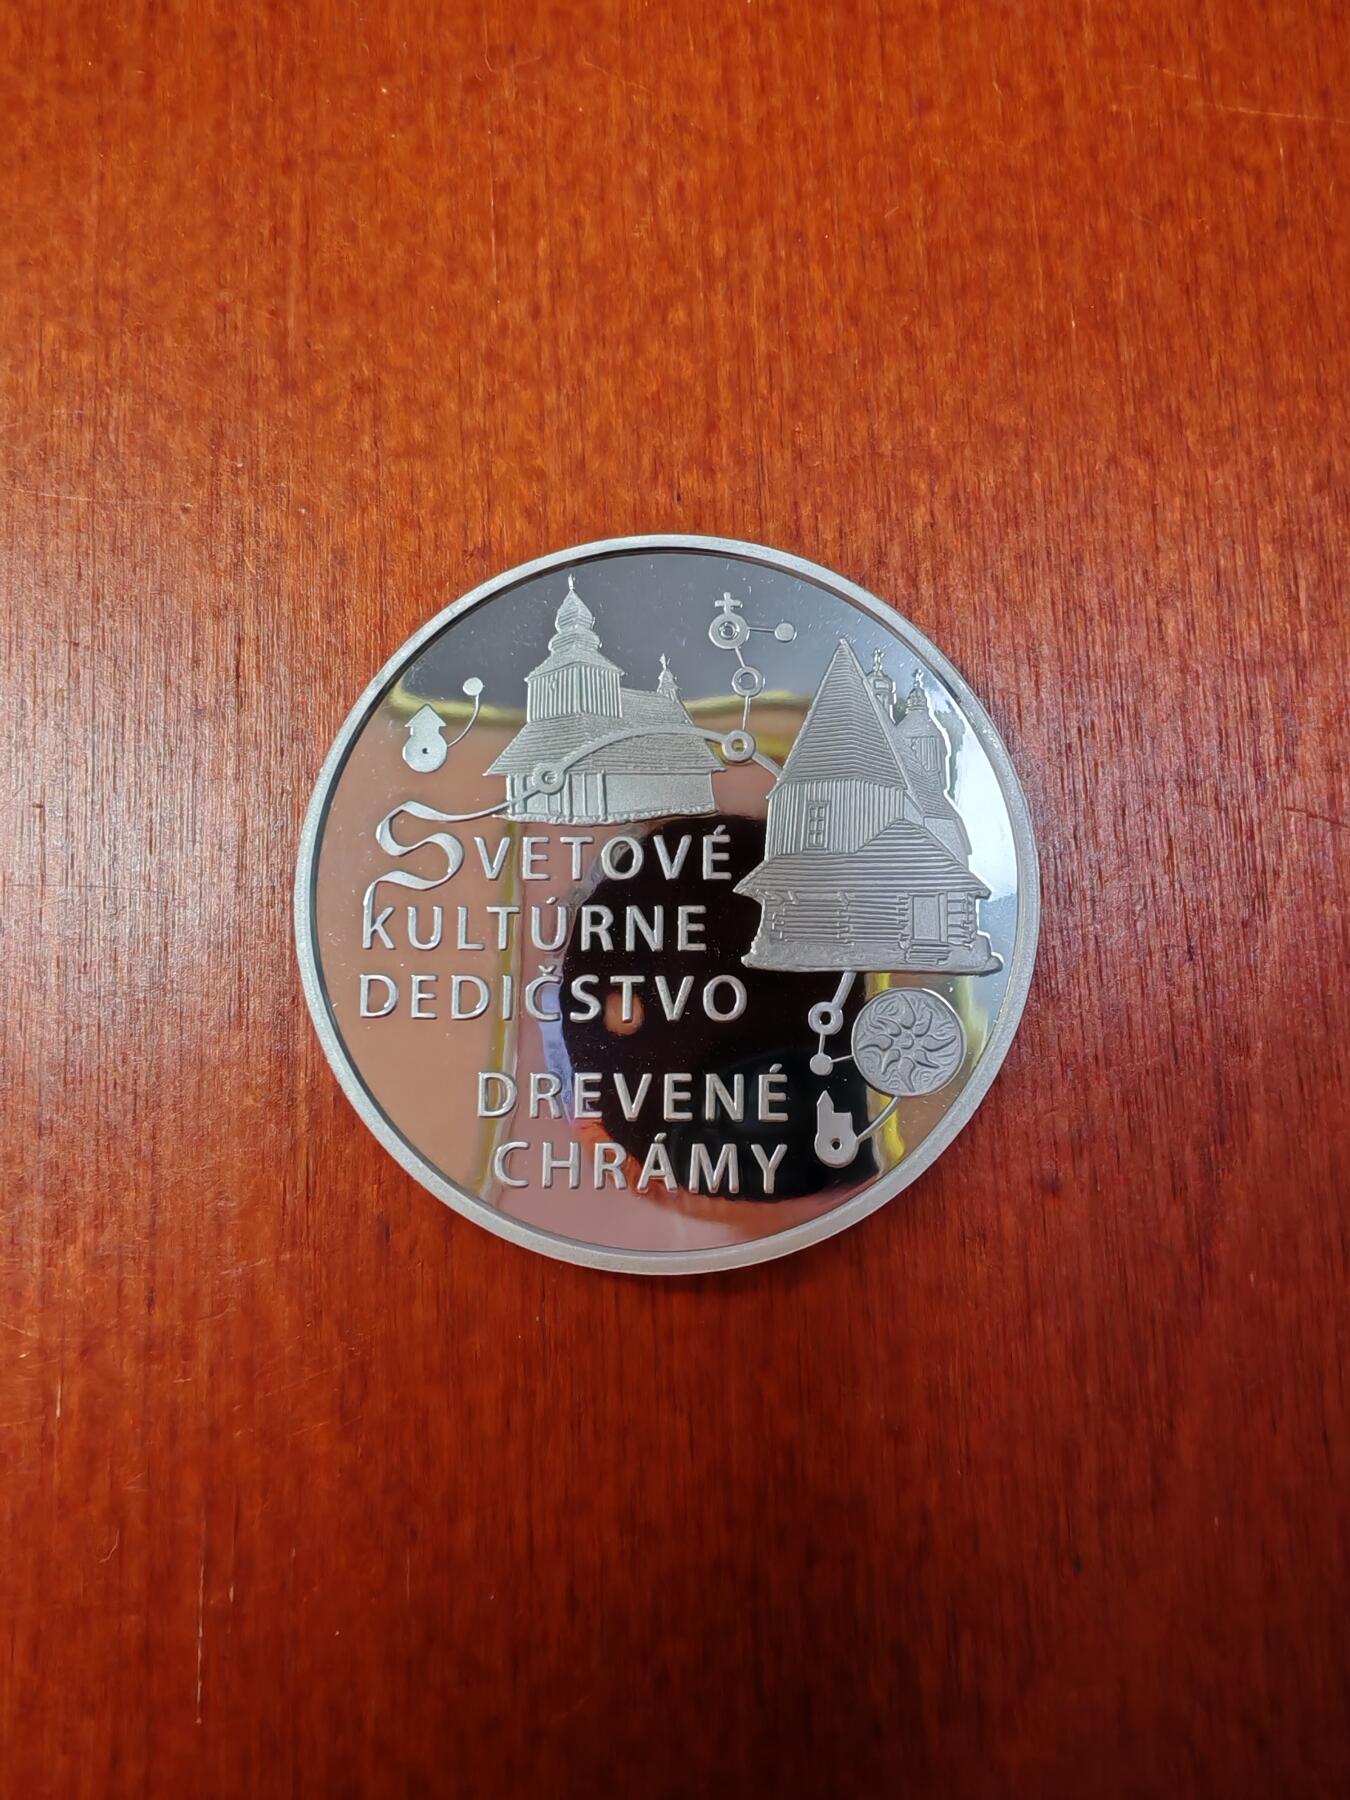 SVETOVÉ
KULTÚRNE
DEDIČSTVO
DREVENÉ
CHRÁMY